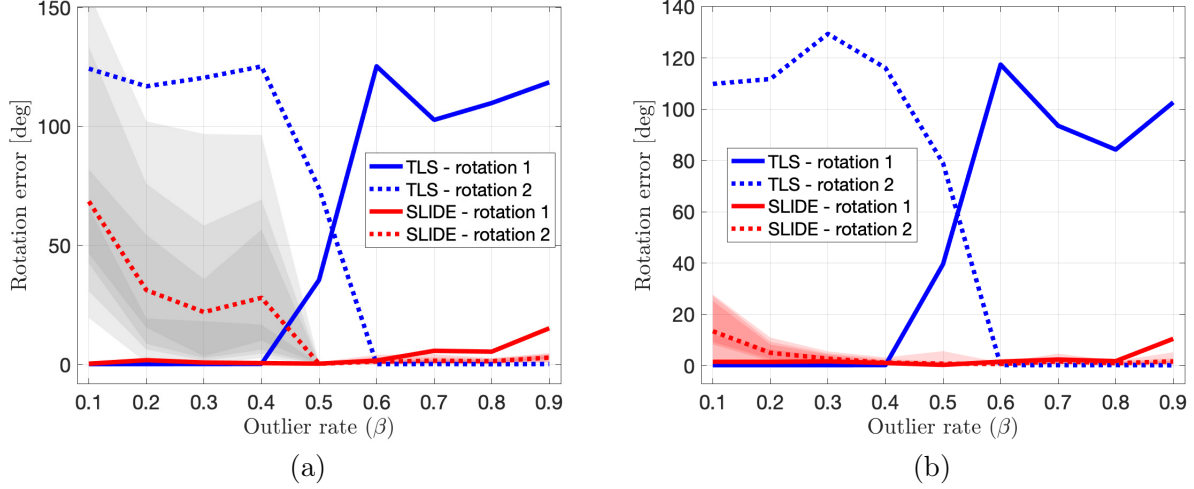 150
100
50
0
Rotation error [deg]
TLS - rotation 1
TLS - rotation 2
SLIDE - rotation 1
SLIDE - rotation 2
0.1 0.2 0.3 0.4 0.5 0.6 0.7 0.8 0.9
Outlier rate (β)
(a)
140
120
100
80
60
40
20
0
Rotation error [deg]
TLS - rotation 1
TLS - rotation 2
SLIDE - rotation 1
SLIDE - rotation 2
0.1 0.2 0.3 0.4 0.5 0.6 0.7 0.8 0.9
Outlier rate (β)
(b)